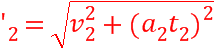 '₂ = √(v₂² + (a₂t₂)²)